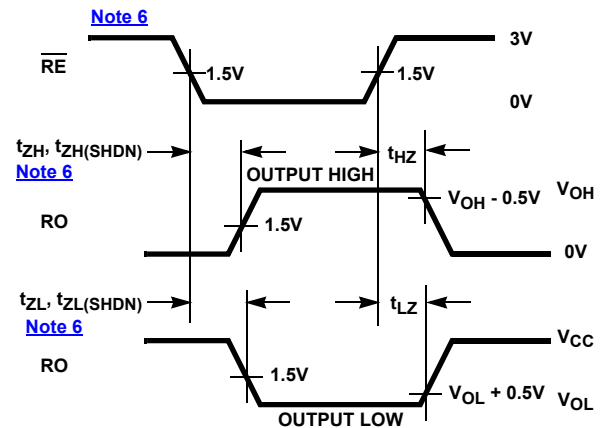 Note 6
RE
3V
1.5V
1.5V
0V
tZH, tZH(SHDN)
Note 6
tHZ
OUTPUT HIGH
VOH - 0.5V
VOH
RO
1.5V
0V
tZL, tZL(SHDN)
Note 6
tLZ
VCC
RO
1.5V
VOL + 0.5V
VOL
OUTPUT LOW